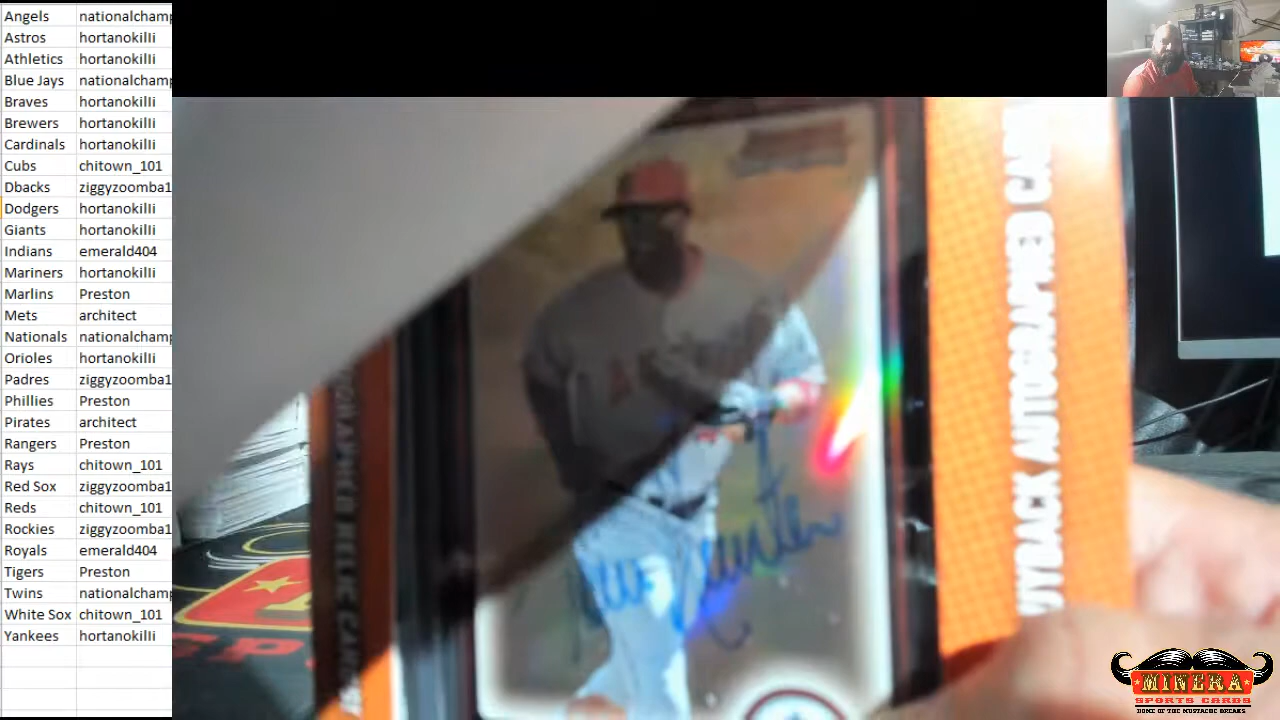 Angels nationalchamp
Astros hortanokilli
Athletics hortanokilli
Blue Jays nationalchamp
Braves hortanokilli
Brewers hortanokilli
Cardinals hortanokilli
Cubs chitown_101
Dbacks ziggyzoomba1
Dodgers hortanokilli
Giants hortanokilli
Indians emerald404
Mariners hortanokilli
Marlins Preston
Mets architect
Nationals nationalchamp
Orioles hortanokilli
Padres ziggyzoomba1
Phillies Preston
Pirates architect
Rangers Preston
Rays chitown_101
Red Sox ziggyzoomba1
Reds chitown_101
Rockies ziggyzoomba1
Royals emerald404
Tigers Preston
Twins nationalchamp
White Sox chitown_101
Yankees hortanokilli
AUTOGRAPHED
RELIC
MINERA
SPORTS CARDS
HOME OF THE MUSTACHE BREAKS